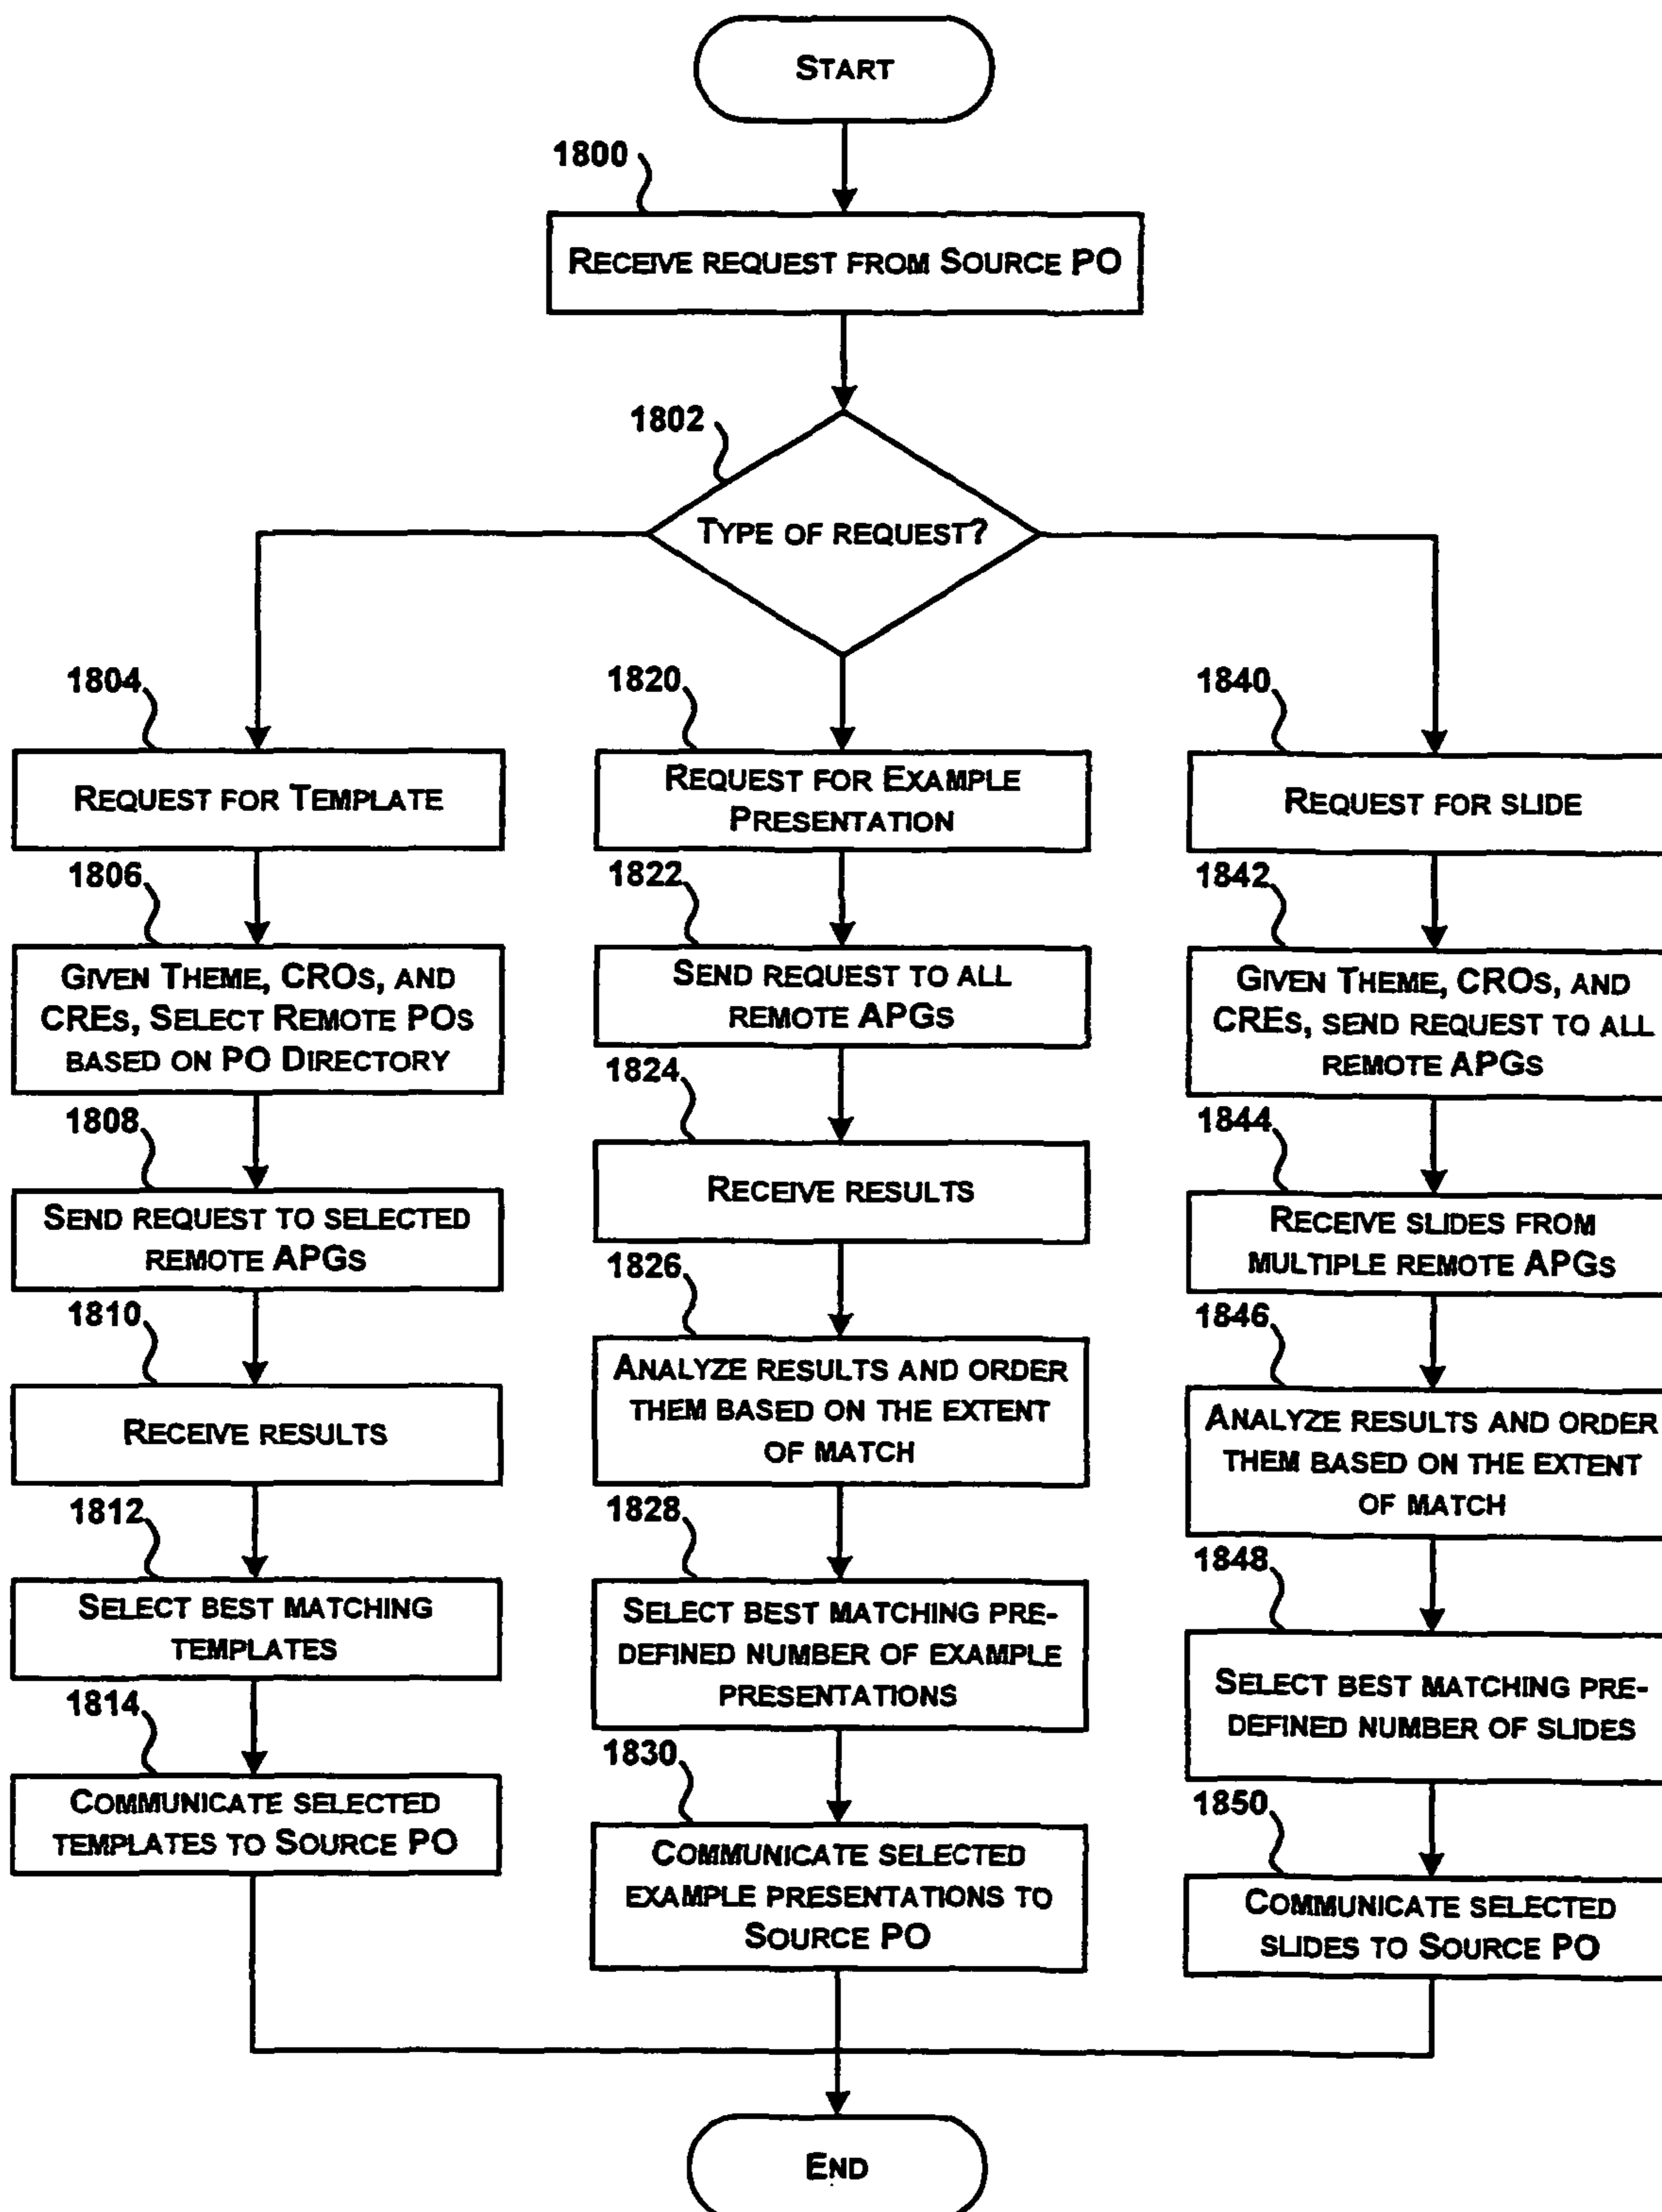 START
1800
RECEIVE REQUEST FROM SOURCE PO
1802
TYPE OF REQUEST?
1804
REQUEST FOR TEMPLATE
1806
GIVEN THEME, CROS, AND
CRES, SELECT REMOTE POS
BASED ON PO DIRECTORY
1808
SEND REQUEST TO SELECTED
REMOTE APGS
1810
RECEIVE RESULTS
1812
SELECT BEST MATCHING
TEMPLATES
1814
COMMUNICATE SELECTED
TEMPLATES TO SOURCE PO
1820
REQUEST FOR EXAMPLE
PRESENTATION
1822
SEND REQUEST TO ALL
REMOTE APGS
1824
RECEIVE RESULTS
1826
ANALYZE RESULTS AND ORDER
THEM BASED ON THE EXTENT
OF MATCH
1828
SELECT BEST MATCHING PRE-
DEFINED NUMBER OF EXAMPLE
PRESENTATIONS
1830
COMMUNICATE SELECTED
EXAMPLE PRESENTATIONS TO
SOURCE PO
1840
REQUEST FOR SLIDE
1842
GIVEN THEME, CROS, AND
CRES, SEND REQUEST TO ALL
REMOTE APGS
1844
RECEIVE SLIDES FROM
MULTIPLE REMOTE APGS
1846
ANALYZE RESULTS AND ORDER
THEM BASED ON THE EXTENT
OF MATCH
1848
SELECT BEST MATCHING PRE-
DEFINED NUMBER OF SLIDES
1850
COMMUNICATE SELECTED
SLIDES TO SOURCE PO
END